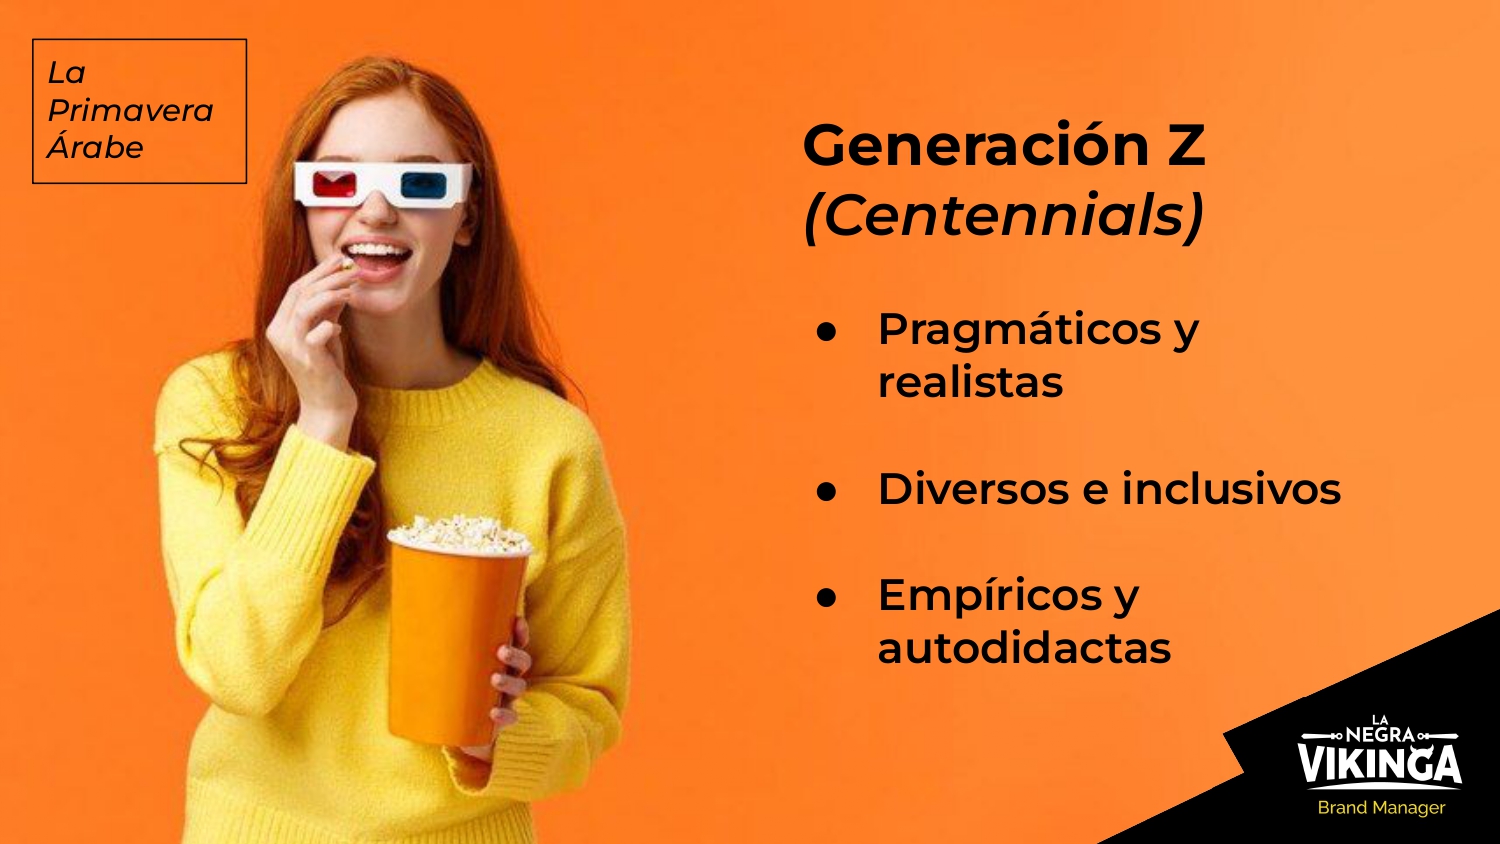 La
Primavera
Árabe
Generación Z
(Centennials)
● Pragmáticos y
realistas
● Diversos e inclusivos
● Empíricos y
autodidactas
LA
NEGRA
VIKINGA
Brand Manager